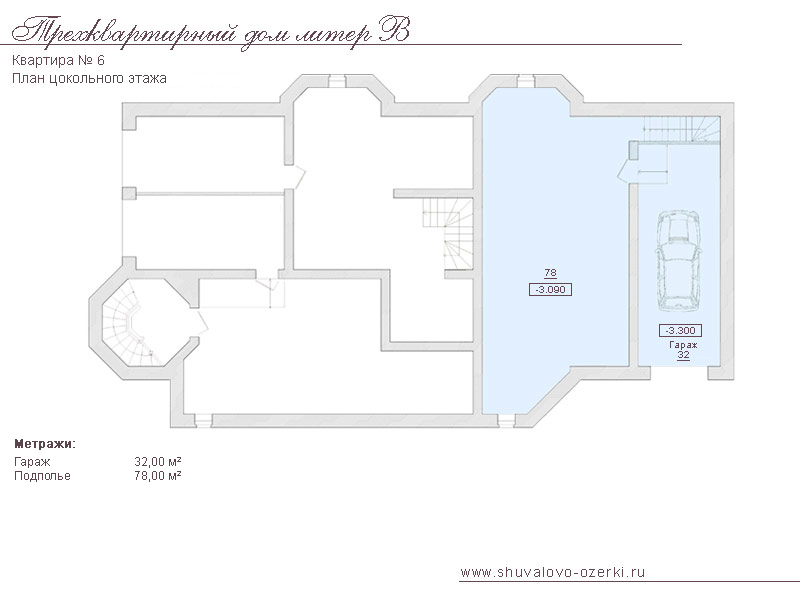 Трехквартирный дом литер В
Квартира № 6
План цокольного этажа
78
-3.090
-3.300
Гараж
32
Метражи:
Гараж 32,00 м²
Подполье 78,00 м²
www.shuvalovo-ozerki.ru